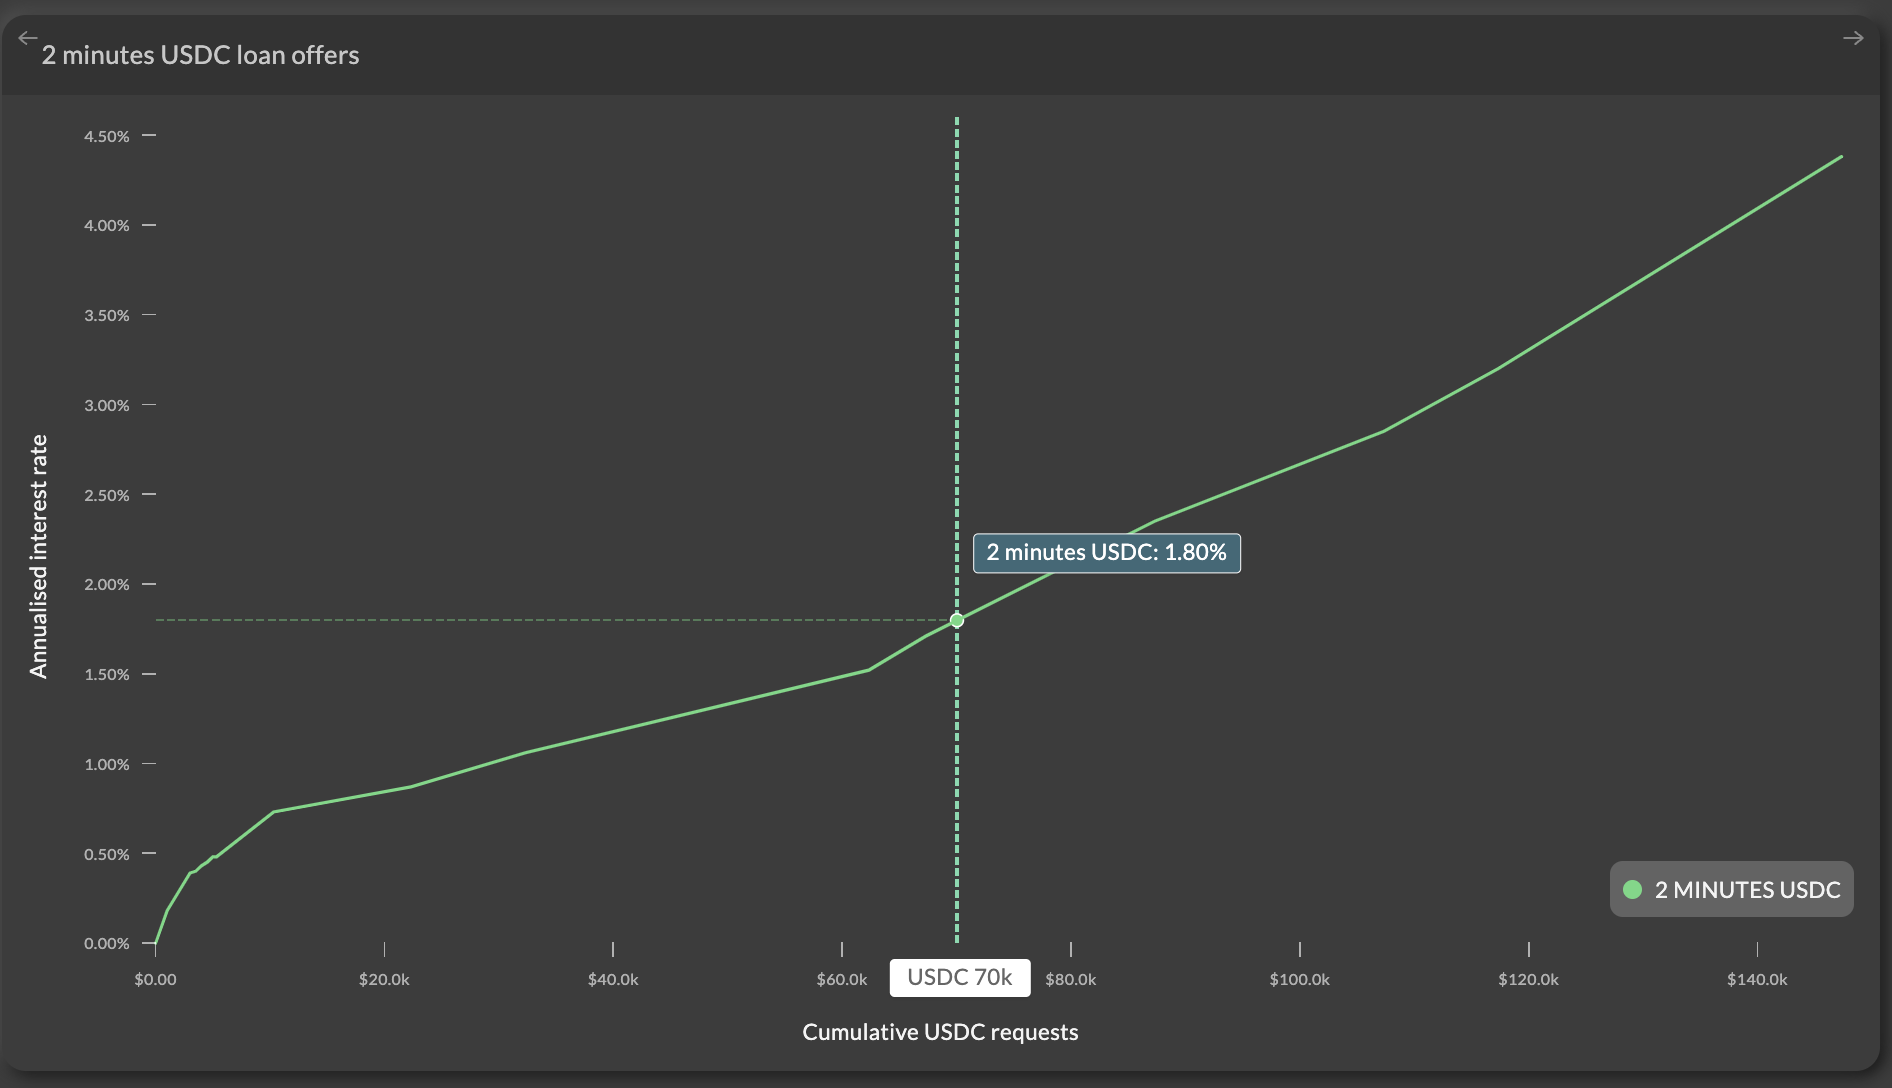 2 minutes USDC loan offers
4.50%
4.00%
3.50%
3.00%
2.50%
2.00%
1.50%
1.00%
0.50%
0.00%
Annualised interest rate
2 minutes USDC: 1.80%
2 MINUTES USDC
$0.00 $20.0k $40.0k $60.0k USDC 70k $80.0k $100.0k $120.0k $140.0k
Cumulative USDC requests